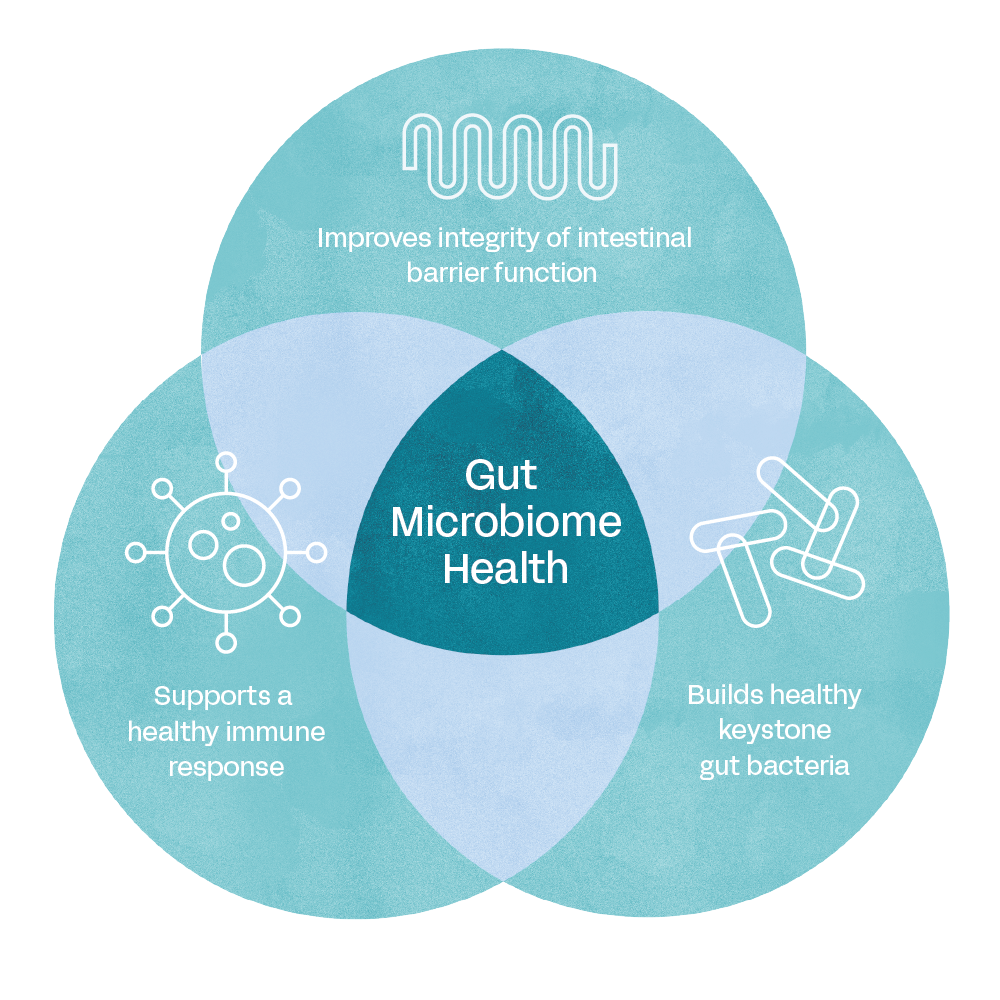 Improves integrity of intestinal
barrier function
Gut
Microbiome
Health
Supports a
healthy immune
response
Builds healthy
keystone
gut bacteria